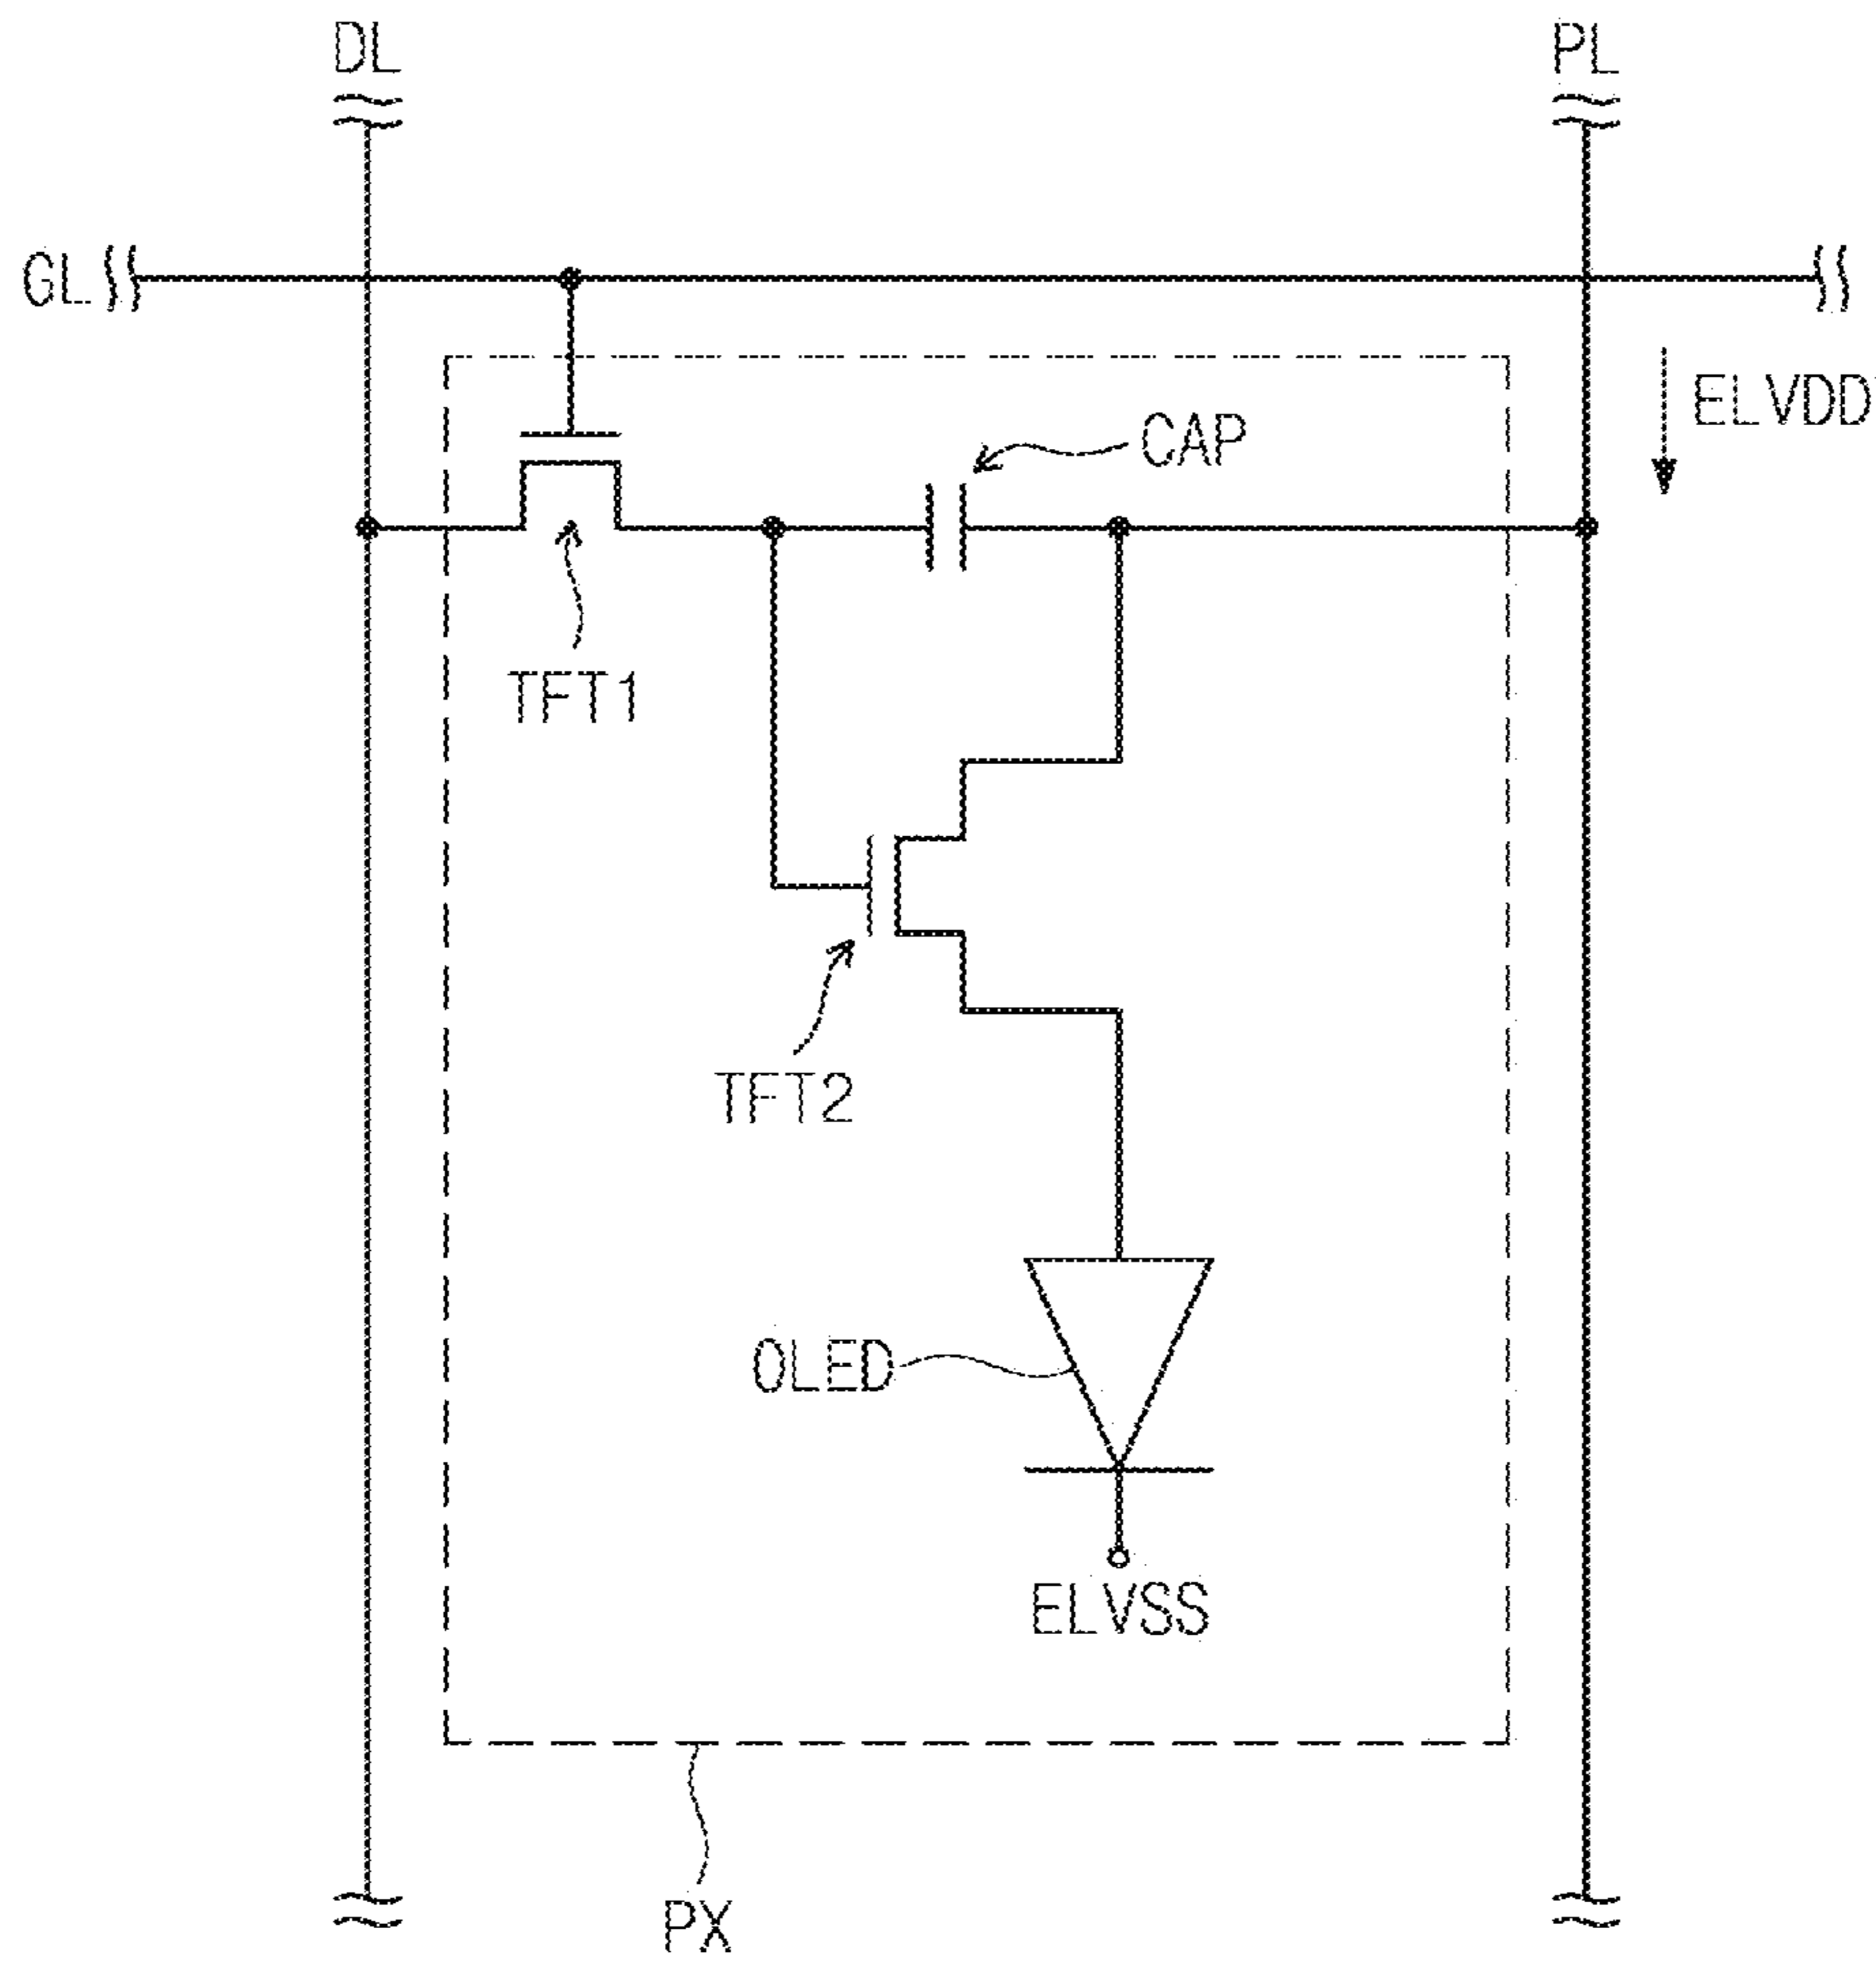 DL
PL
GL
ELVDD
CAP
TFT1
TFT2
OLED
ELVSS
PX